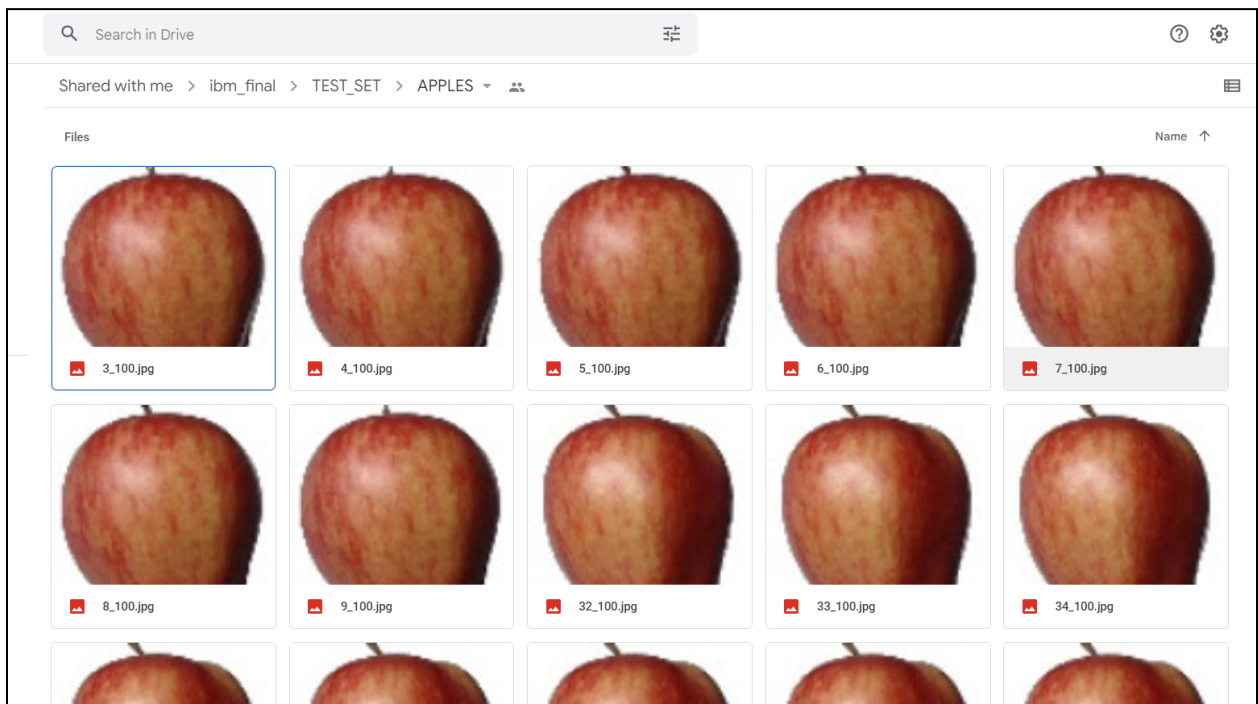 Search in Drive
Shared with me > ibm_final > TEST_SET > APPLES
Files
Name
3_100.jpg
4_100.jpg
5_100.jpg
6_100.jpg
7_100.jpg
8_100.jpg
9_100.jpg
32_100.jpg
33_100.jpg
34_100.jpg